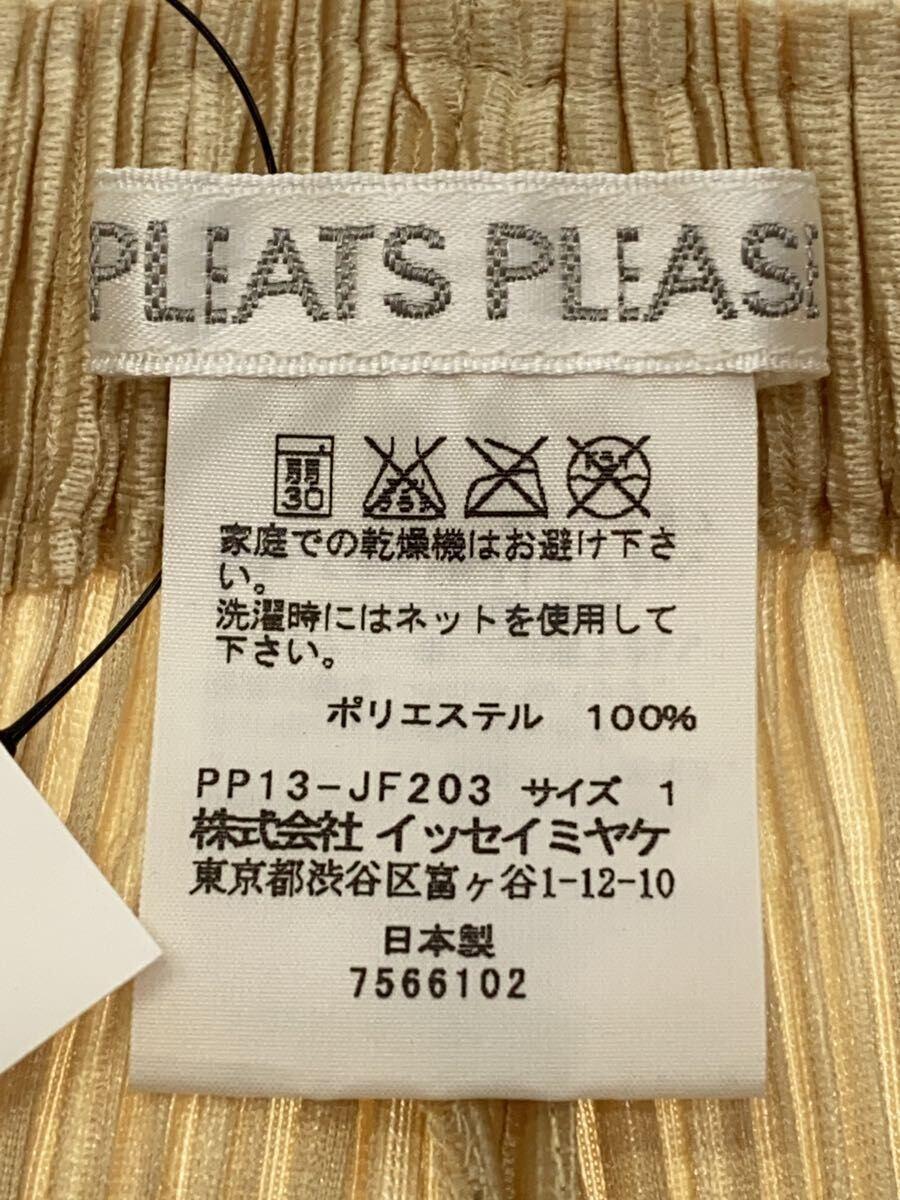 PLEATS PLEAS
弱
30
家庭での乾燥機はお避け下さ
い。
洗濯時にはネットを使用して
下さい。
ポリエステル 100%
PP13-JF203 サイズ 1
株式会社 イッセイミヤケ
東京都渋谷区富ヶ谷1-12-10
日本製
7566102